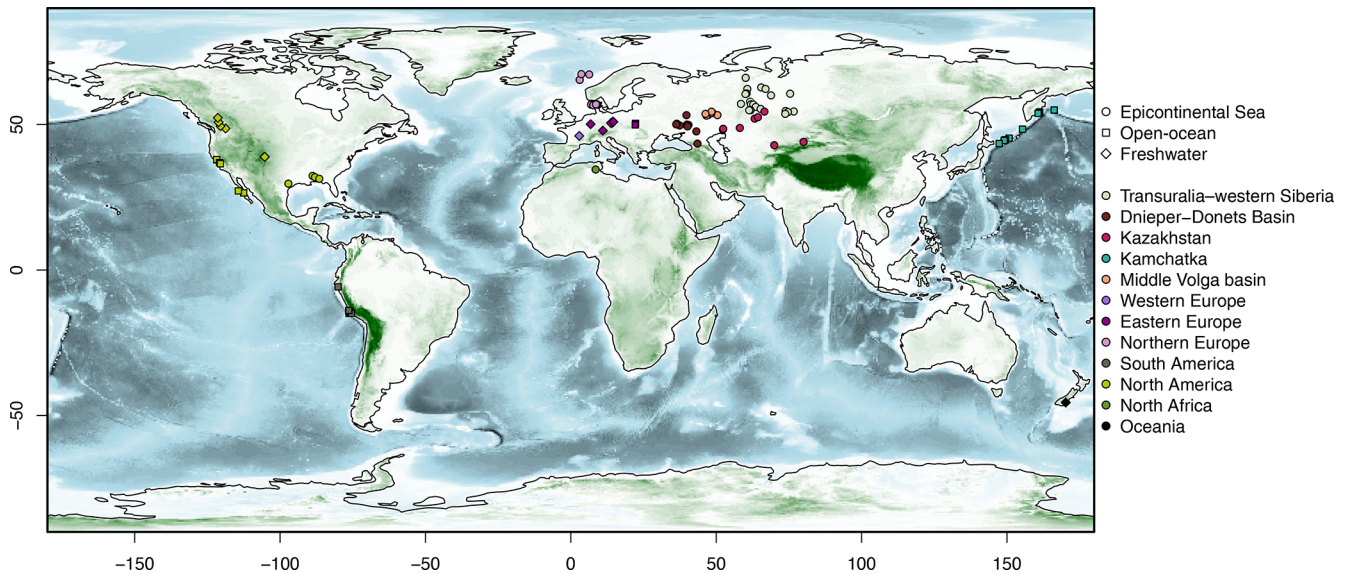 Epicontinental Sea
Open-ocean
Freshwater
Transuralia–western Siberia
Dnieper–Donets Basin
Kazakhstan
Kamchatka
Middle Volga basin
Western Europe
Eastern Europe
Northern Europe
South America
North America
North Africa
Oceania
50
0
−50
−150
−100
−50
0
50
100
150